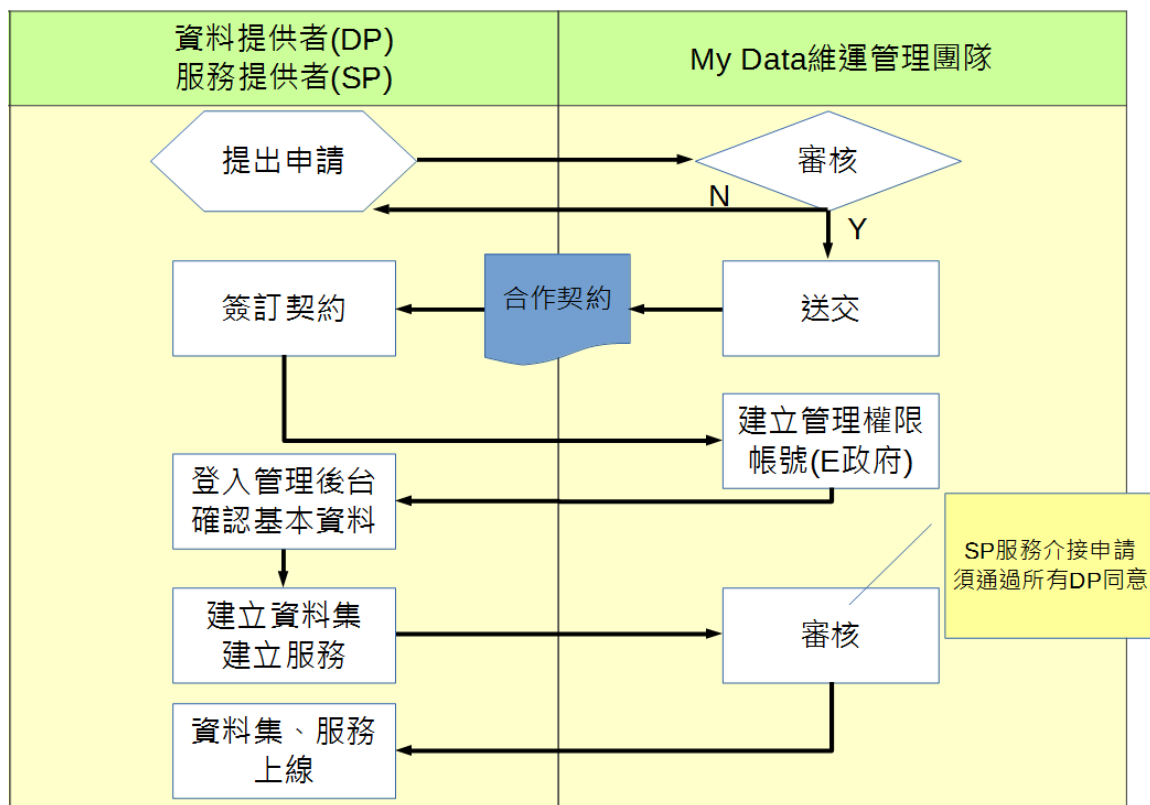 資料提供者(DP)
服務提供者(SP)
My Data維運管理團隊
提出申請
審核
N
Y
簽訂契約
合作契約
送交
建立管理權限
帳號(E政府)
登入管理後台
確認基本資料
SP服務介接申請
須通過所有DP同意
建立資料集
建立服務
審核
資料集、服務
上線